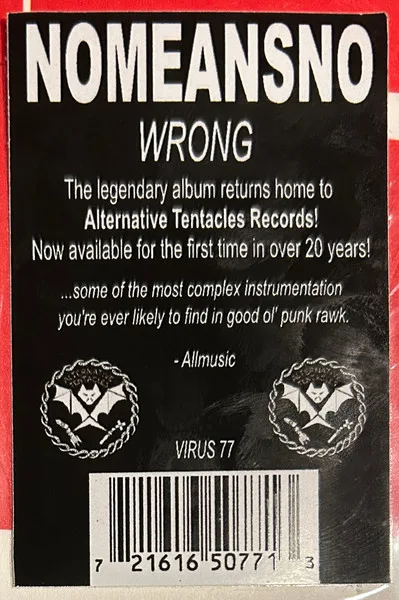 NOMEANSNO
WRONG
The legendary album returns home to
Alternative Tentacles Records!
Now available for the first time in over 20 years!
...some of the most complex instrumentation
you're ever likely to find in good ol' punk rawk.
- Allmusic
VIRUS 77
7 21616 50771 3